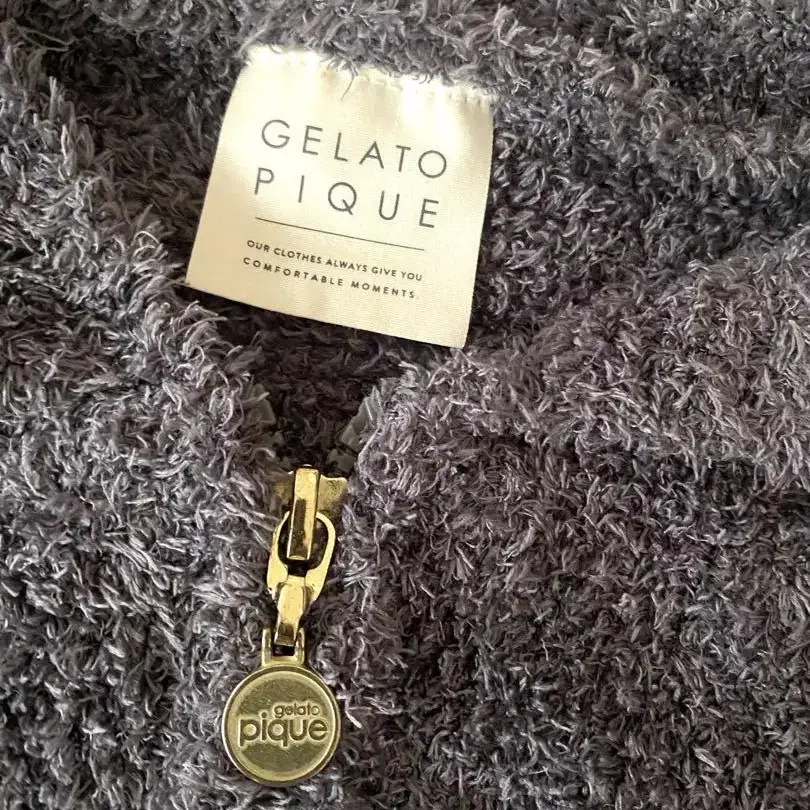 GELATO
PIQUE
OUR CLOTHES ALWAYS GIVE YOU
COMFORTABLE MOMENTS.
gelato
pique